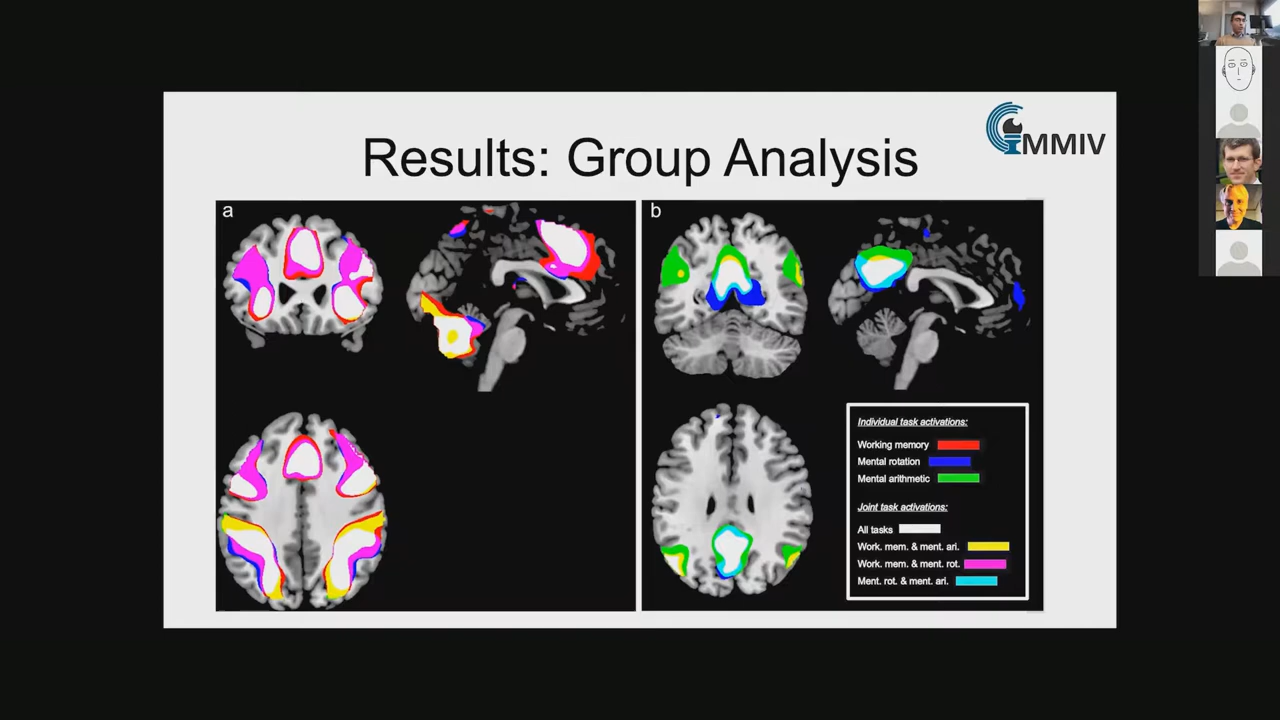 MMIV
Results: Group Analysis
a
b
Individual task activations:
Working memory
Mental rotation
Mental arithmetic
Joint task activations:
All tasks
Work. mem. & ment. ari.
Work. mem. & ment. rot.
Ment. rot. & ment. ari.